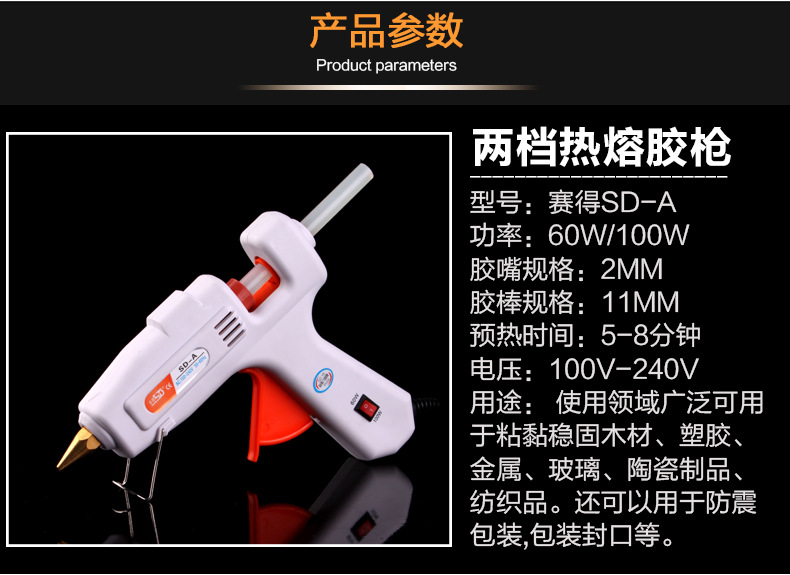 产品参数
Product parameters
两档热熔胶枪
型号：赛得SD-A
功率：60W/100W
胶嘴规格：2MM
胶棒规格：11MM
预热时间：5-8分钟
电压：100V-240V
用途： 使用领域广泛可用
于粘黏稳固木材、塑胶、
金属、玻璃、陶瓷制品、
纺织品。还可以用于防震
包装,包装封口等。
SD-A
60W
100W